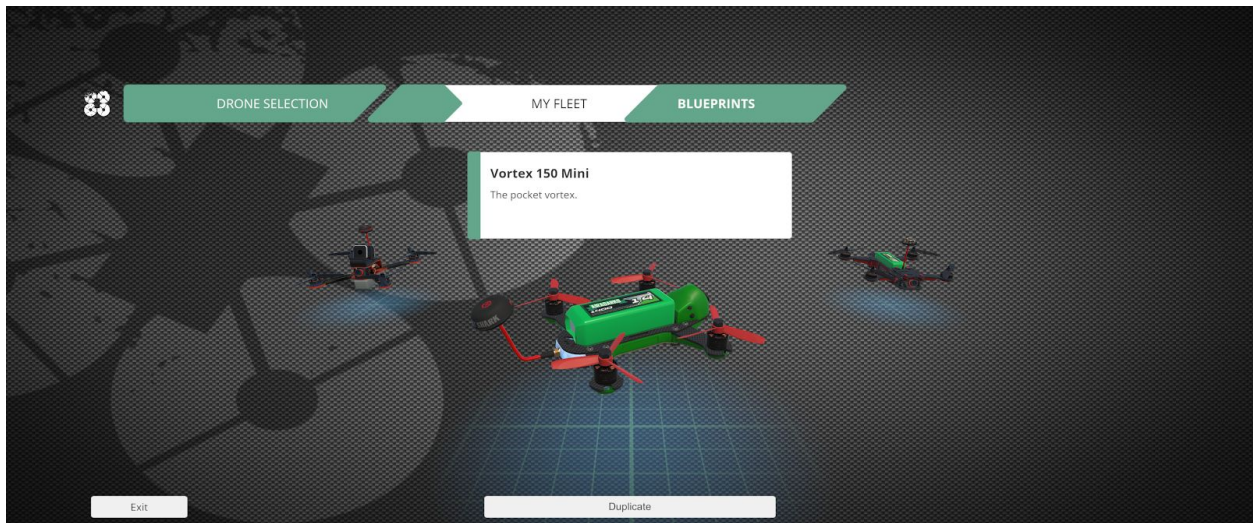 DRONE SELECTION
MY FLEET
BLUEPRINTS
Vortex 150 Mini
The pocket vortex.
Exit
Duplicate